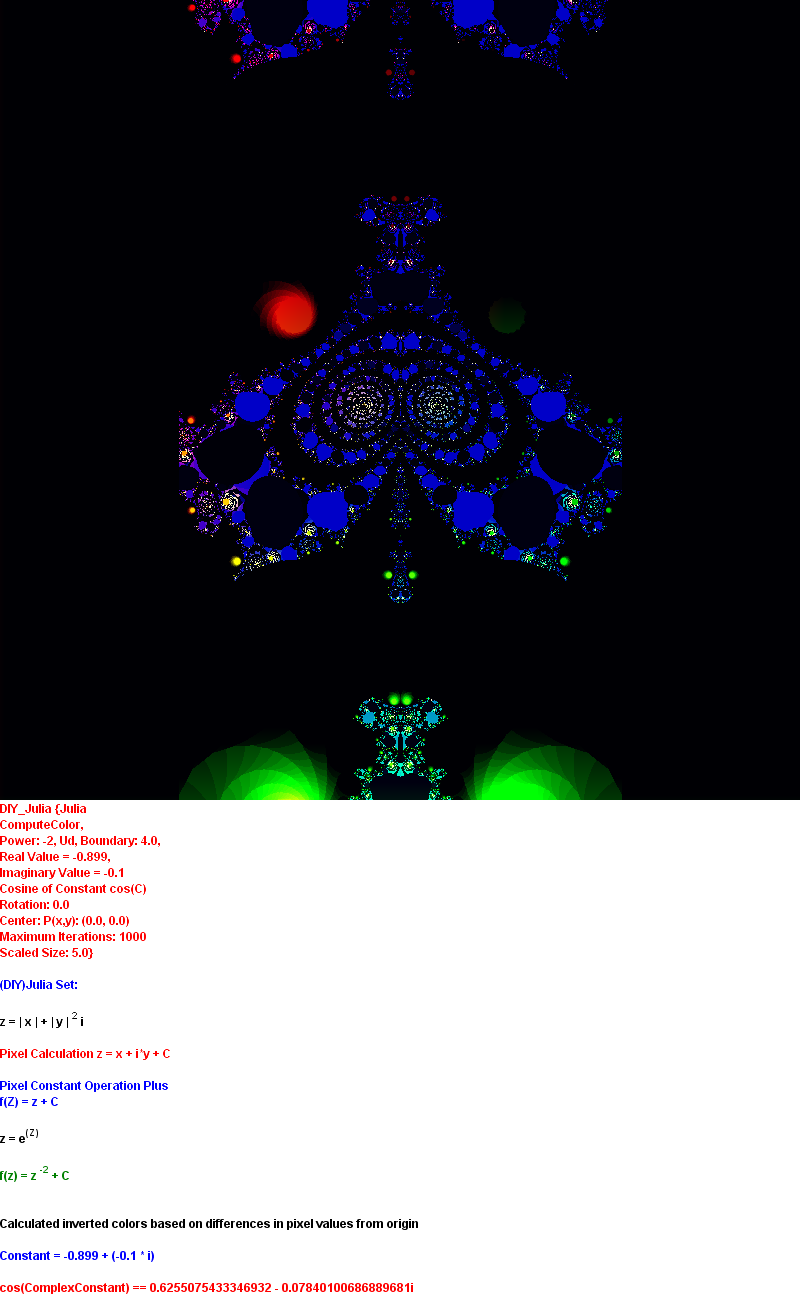 DIY_Julia {Julia
ComputeColor,
Power: -2, Ud, Boundary: 4.0,
Real Value = -0.899,
Imaginary Value = -0.1
Cosine of Constant cos(C)
Rotation: 0.0
Center: P(x,y): (0.0, 0.0)
Maximum Iterations: 1000
Scaled Size: 5.0}
(DIY)Julia Set:
z = | x | + | y | ² i
Pixel Calculation z = x + i*y + C
Pixel Constant Operation Plus
f(Z) = z + C
z = e^(Z)
f(z) = z ^-2 + C
Calculated inverted colors based on differences in pixel values from origin
Constant = -0.899 + (-0.1 * i)
cos(ComplexConstant) == 0.6255075433346932 - 0.07840100686889681i